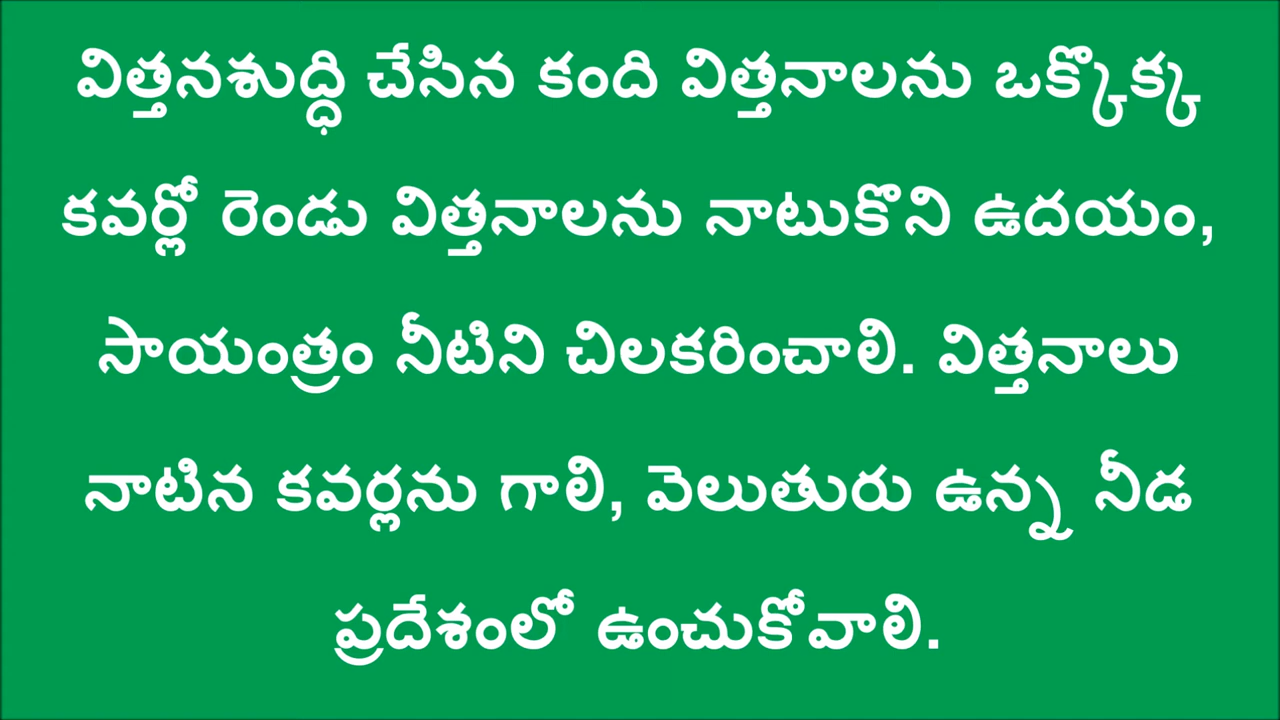 విత్తనశుద్ధి చేసిన కంది విత్తనాలను ఒక్కొక్క
కవర్లో రెండు విత్తనాలను నాటుకొని ఉదయం,
సాయంత్రం నీటిని చిలకరించాలి. విత్తనాలు
నాటిన కవర్లను గాలి, వెలుతురు ఉన్న నీడ
ప్రదేశంలో ఉంచుకోవాలి.